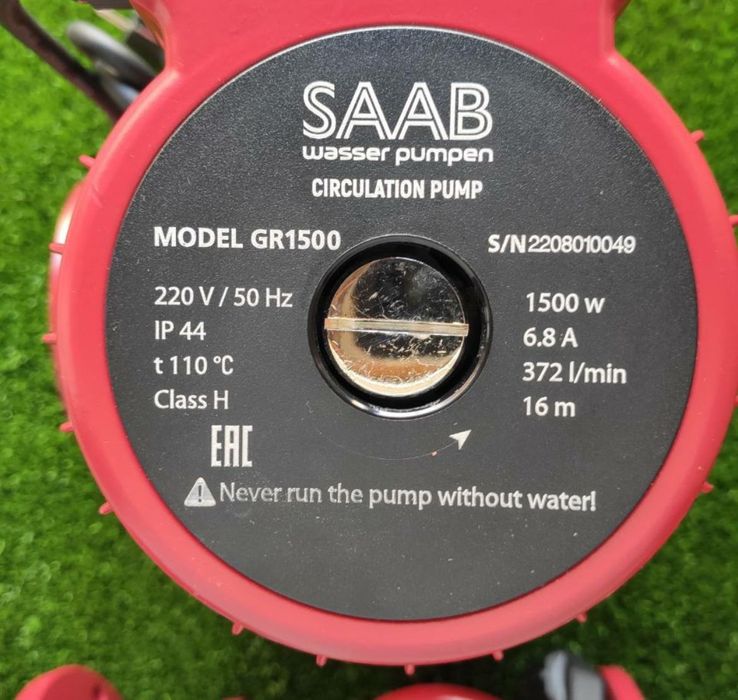 SAAB
wasser pumpen
CIRCULATION PUMP
MODEL GR1500
S/N2208010049
220 V / 50 Hz
IP 44
t 110 °C
Class H
1500 w
6.8 A
372 l/min
16 m
EAC
Never run the pump without water!